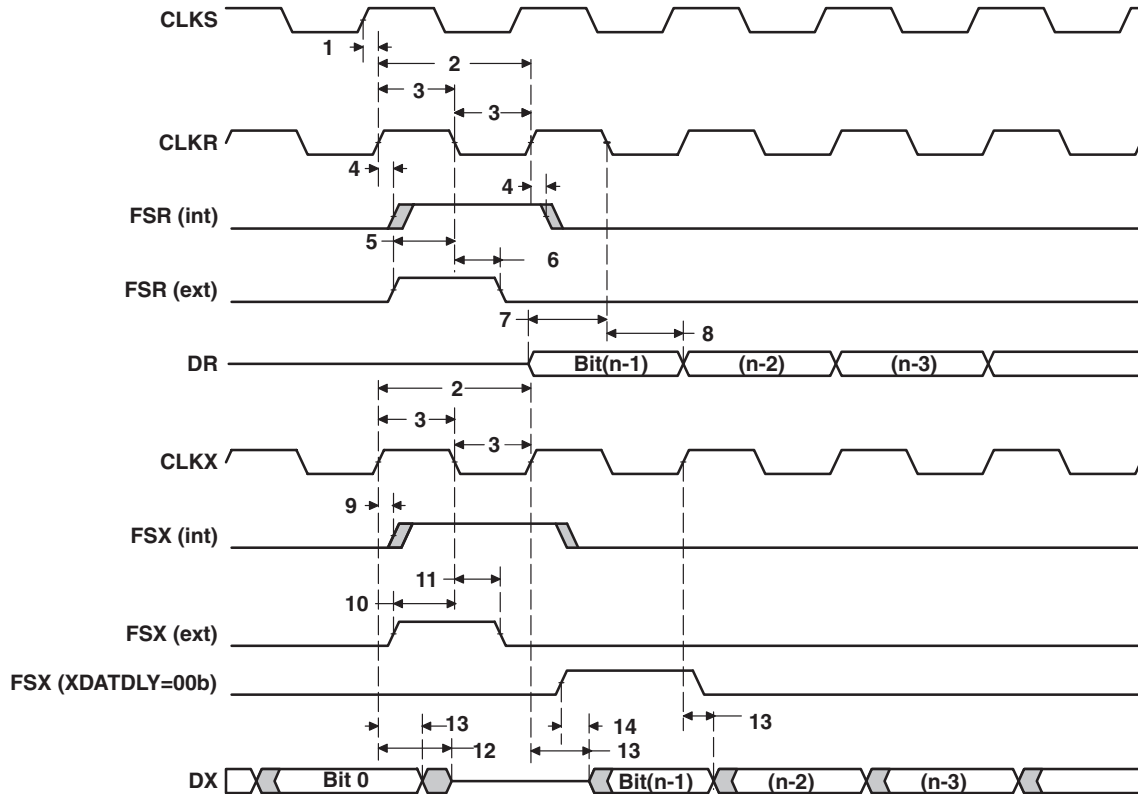 CLKS
1
2
3
3
CLKR
4
4
FSR (int)
5
6
FSR (ext)
7
8
DR
Bit(n-1)
(n-2)
(n-3)
2
3
3
CLKX
9
FSX (int)
11
10
FSX (ext)
FSX (XDATDLY=00b)
13
14
13
12
13
DX
Bit 0
Bit(n-1)
(n-2)
(n-3)